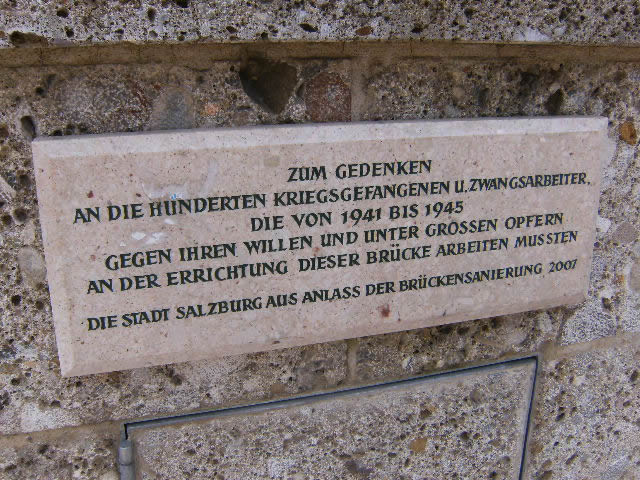 ZUM GEDENKEN
AN DIE HUNDERTEN KRIEGSGEFANGENEN U. ZWANGSARBEITER,
DIE VON 1941 BIS 1945
GEGEN IHREN WILLEN UND UNTER GROSSEN OPFERN
AN DER ERRICHTUNG DIESER BRÜCKE ARBEITEN MUSSTEN
DIE STADT SALZBURG AUS ANLASS DER BRÜCKENSANIERUNG 2007